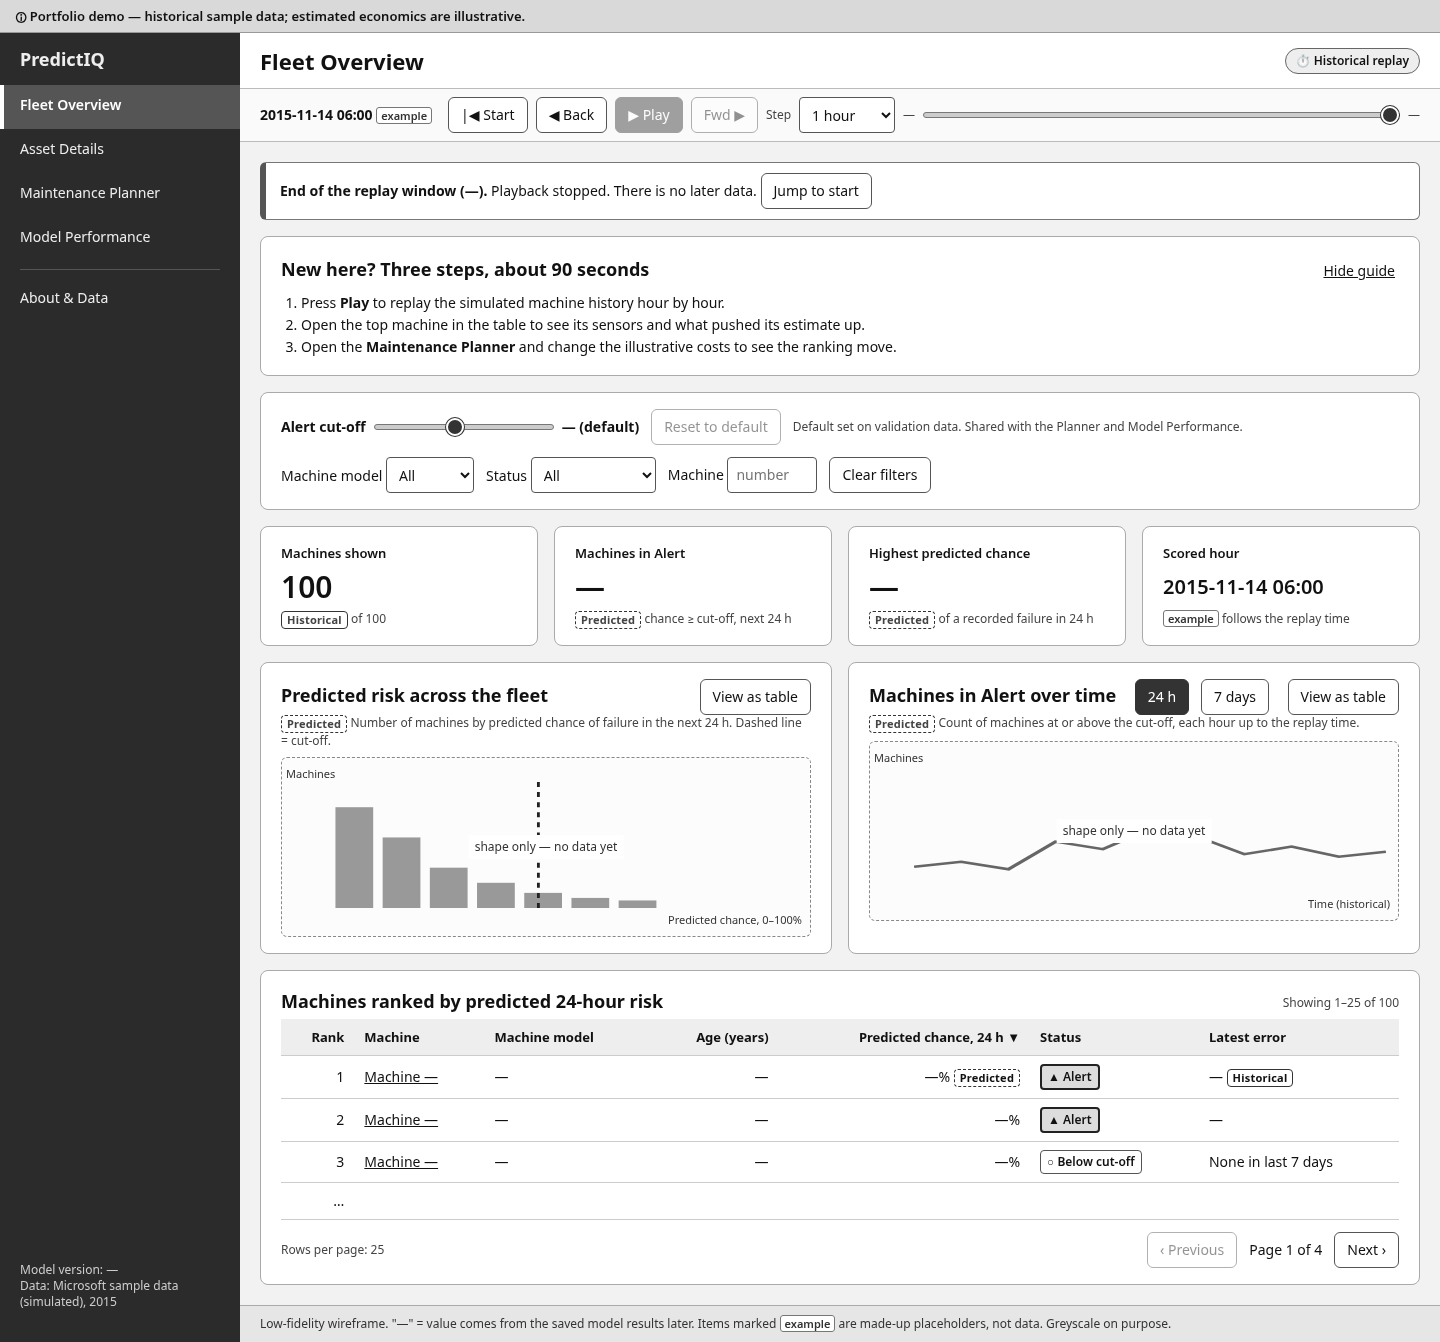 ⓘ Portfolio demo — historical sample data; estimated economics are illustrative.
PredictIQ
Fleet Overview
Asset Details
Maintenance Planner
Model Performance
About & Data
Model version: —
Data: Microsoft sample data
(simulated), 2015
Fleet Overview
⏱ Historical replay
2015-11-14 06:00 example |◀ Start ◀ Back ▶ Play Fwd ▶ Step 1 hour — —
End of the replay window (—). Playback stopped. There is no later data. Jump to start
New here? Three steps, about 90 seconds
Hide guide
1. Press Play to replay the simulated machine history hour by hour.
2. Open the top machine in the table to see its sensors and what pushed its estimate up.
3. Open the Maintenance Planner and change the illustrative costs to see the ranking move.
Alert cut-off — (default) Reset to default Default set on validation data. Shared with the Planner and Model Performance.
Machine model All Status All Machine number Clear filters
Machines shown
100
Historical of 100
Machines in Alert
—
Predicted chance ≥ cut-off, next 24 h
Highest predicted chance
—
Predicted of a recorded failure in 24 h
Scored hour
2015-11-14 06:00
example follows the replay time
Predicted risk across the fleet View as table
Predicted Number of machines by predicted chance of failure in the next 24 h. Dashed line
= cut-off.
Machines
shape only — no data yet
Predicted chance, 0–100%
Machines in Alert over time 24 h 7 days View as table
Predicted Count of machines at or above the cut-off, each hour up to the replay time.
Machines
shape only — no data yet
Time (historical)
Machines ranked by predicted 24-hour risk Showing 1–25 of 100
Rank Machine Machine model Age (years) Predicted chance, 24 h ▼ Status Latest error
1 Machine — — — —% Predicted ▲ Alert — Historical
2 Machine — — — —% ▲ Alert —
3 Machine — — — —% ○ Below cut-off None in last 7 days
…
Rows per page: 25 ‹ Previous Page 1 of 4 Next ›
Low-fidelity wireframe. "—" = value comes from the saved model results later. Items marked example are made-up placeholders, not data. Greyscale on purpose.